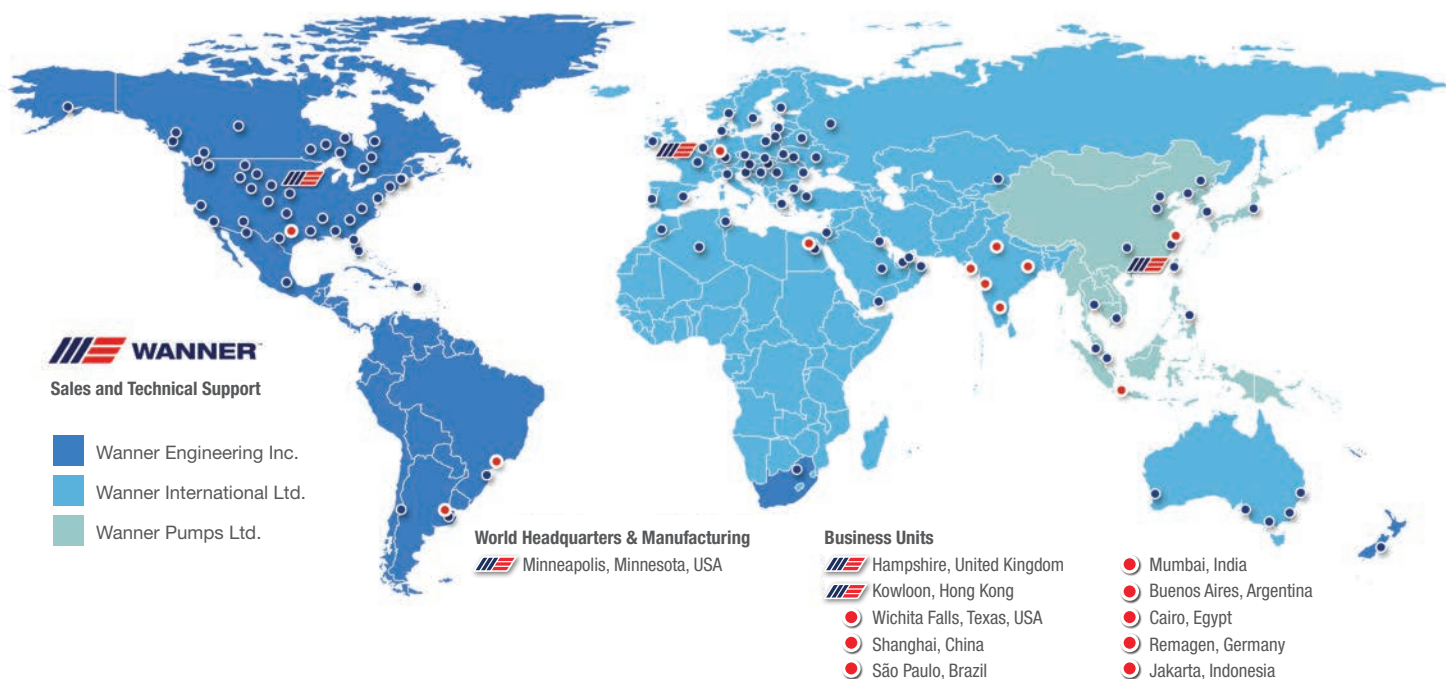 WANNER™
Sales and Technical Support
Wanner Engineering Inc.
Wanner International Ltd.
Wanner Pumps Ltd.
World Headquarters & Manufacturing
Minneapolis, Minnesota, USA
Business Units
Hampshire, United Kingdom
Kowloon, Hong Kong
Wichita Falls, Texas, USA
Shanghai, China
São Paulo, Brazil
Mumbai, India
Buenos Aires, Argentina
Cairo, Egypt
Remagen, Germany
Jakarta, Indonesia